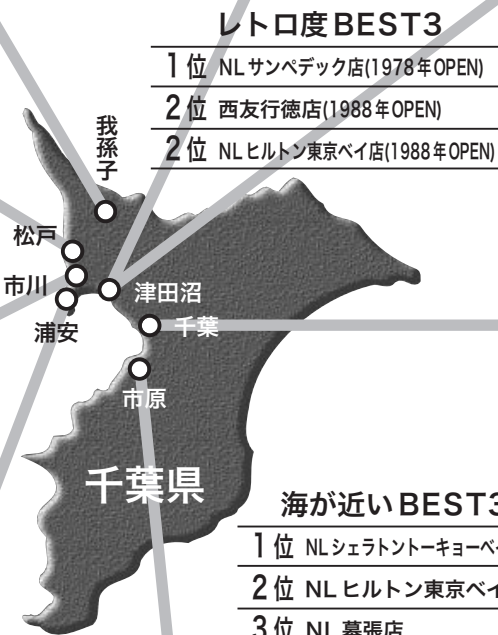 レトロ度BEST3
1位 NLサンペデック店(1978年OPEN)
2位 西友行徳店(1988年OPEN)
2位 NLヒルトン東京ベイ店(1988年OPEN)
我孫子
松戸
市川
浦安
津田沼
千葉
市原
千葉県
海が近いBEST3
1位 NLシェラトントーキョーベ
2位 NLヒルトン東京ベイ
3位 NL幕張店